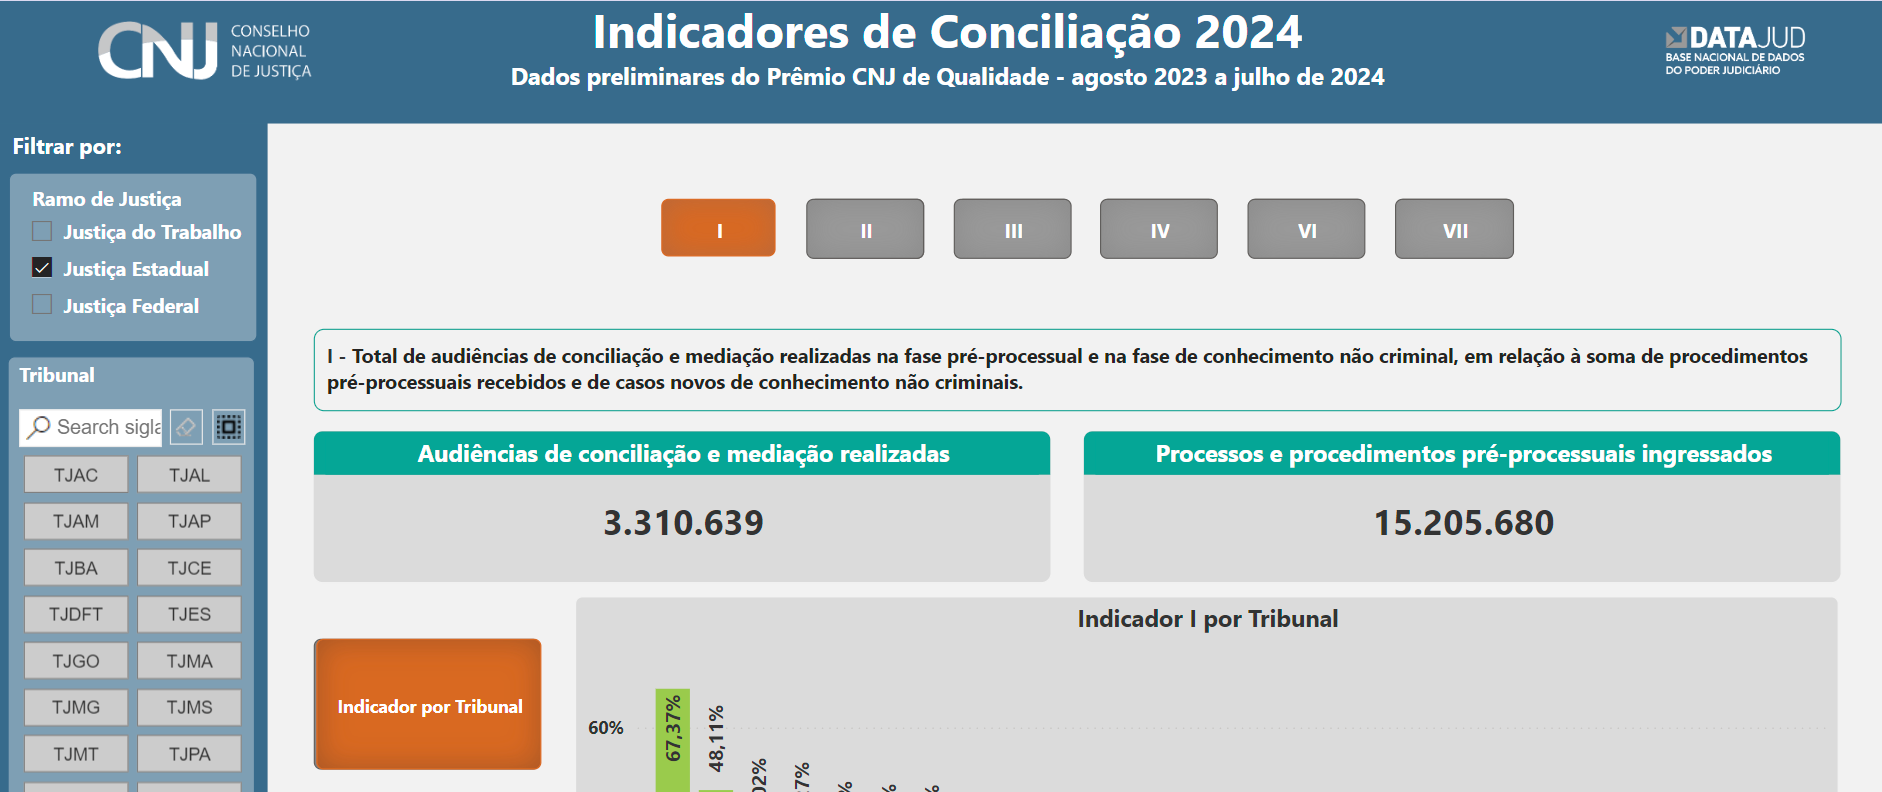 CNJ
CONSELHO
NACIONAL
DE JUSTIÇA
Indicadores de Conciliação 2024
Dados preliminares do Prêmio CNJ de Qualidade - agosto 2023 a julho de 2024
DATAJUD
BASE NACIONAL DE DADOS
DO PODER JUDICIÁRIO
Filtrar por:
Ramo de Justiça
Justiça do Trabalho
Justiça Estadual
Justiça Federal
Tribunal
Search sigla
TJAC TJAL
TJAM TJAP
TJBA TJCE
TJDFT TJES
TJGO TJMA
TJMG TJMS
TJMT TJPA
I II III IV VI VII
I - Total de audiências de conciliação e mediação realizadas na fase pré-processual e na fase de conhecimento não criminal, em relação à soma de procedimentos
pré-processuais recebidos e de casos novos de conhecimento não criminais.
Audiências de conciliação e mediação realizadas
3.310.639
Processos e procedimentos pré-processuais ingressados
15.205.680
Indicador por Tribunal
Indicador I por Tribunal
60%
67,37%
48,11%